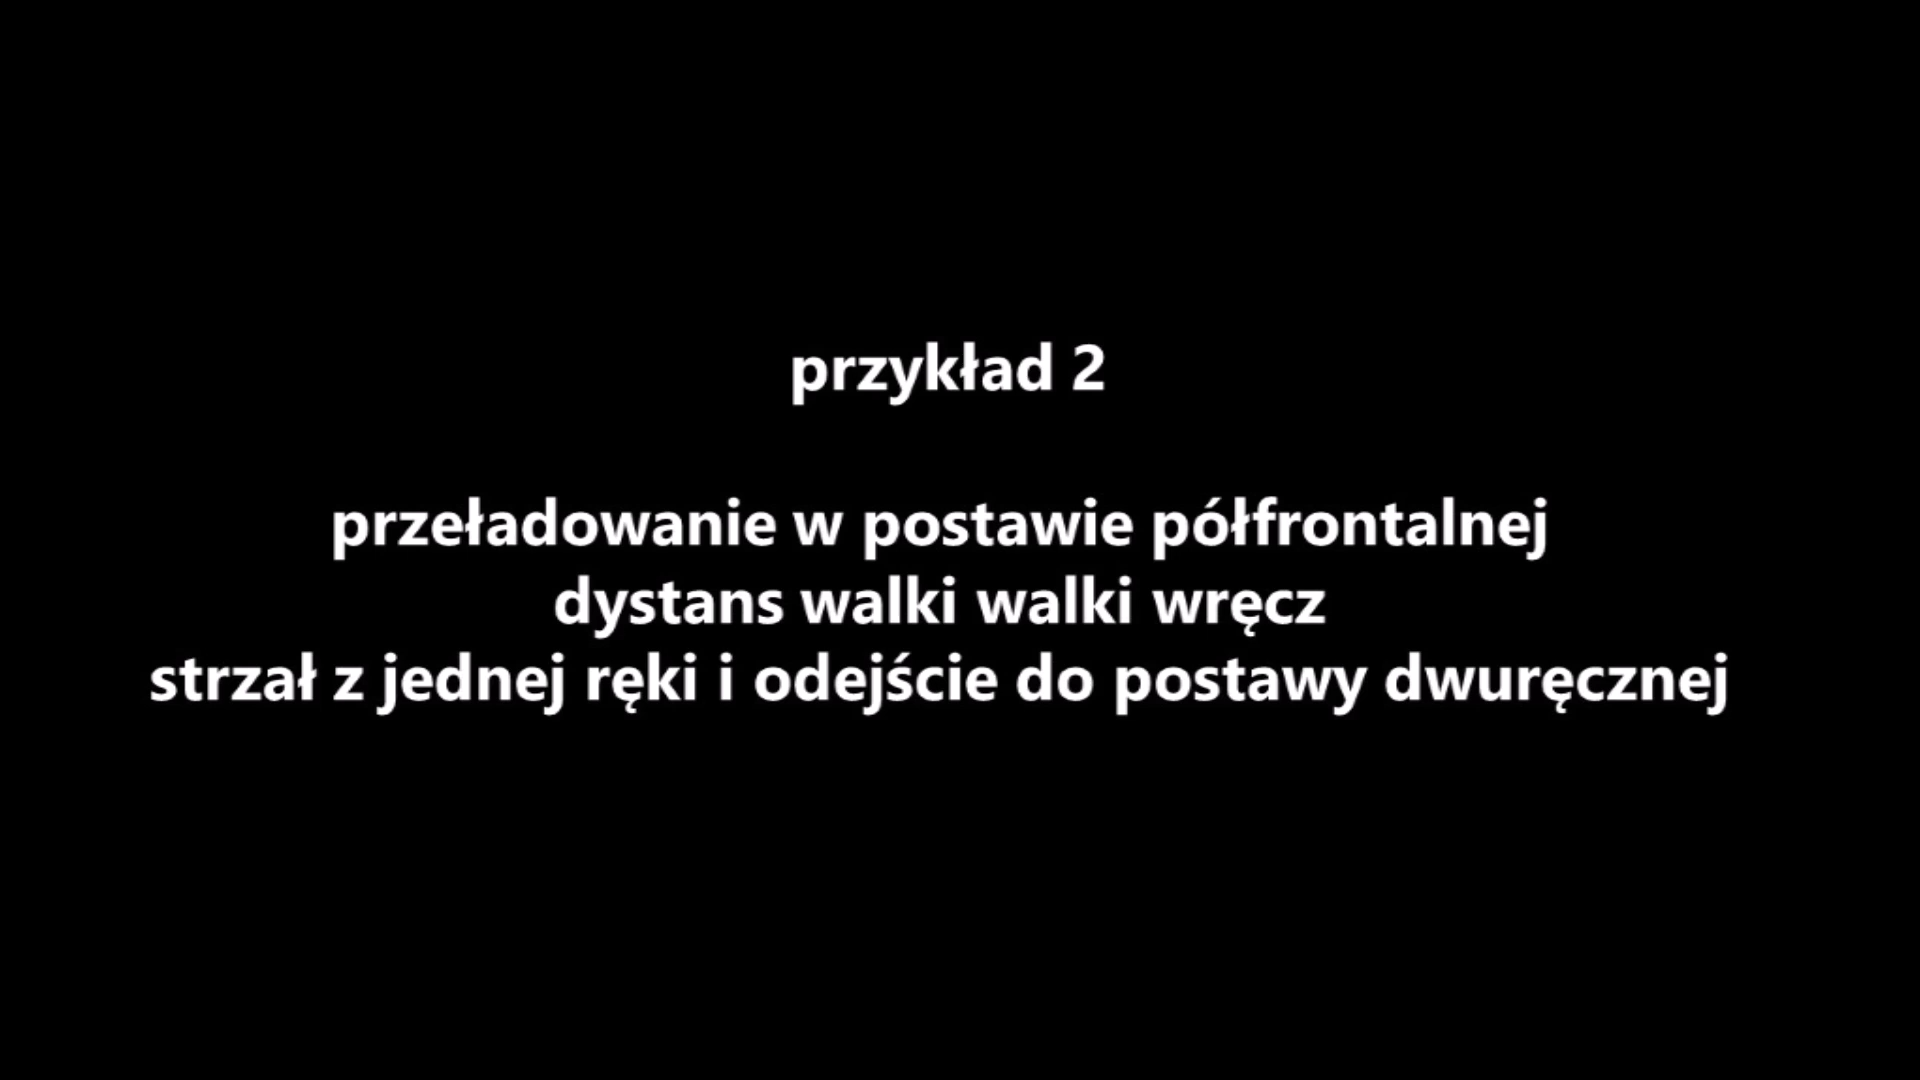 przykład 2
przeładowanie w postawie półfrontalnej
dystans walki walki wręcz
strzał z jednej ręki i odejście do postawy dwuręcznej